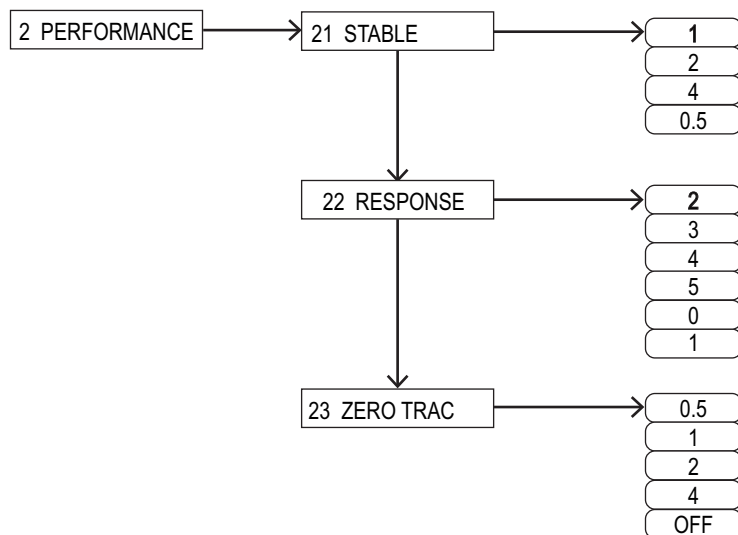 2 PERFORMANCE
21 STABLE
1
2
4
0.5
22 RESPONSE
2
3
4
5
0
1
23 ZERO TRAC
0.5
1
2
4
OFF